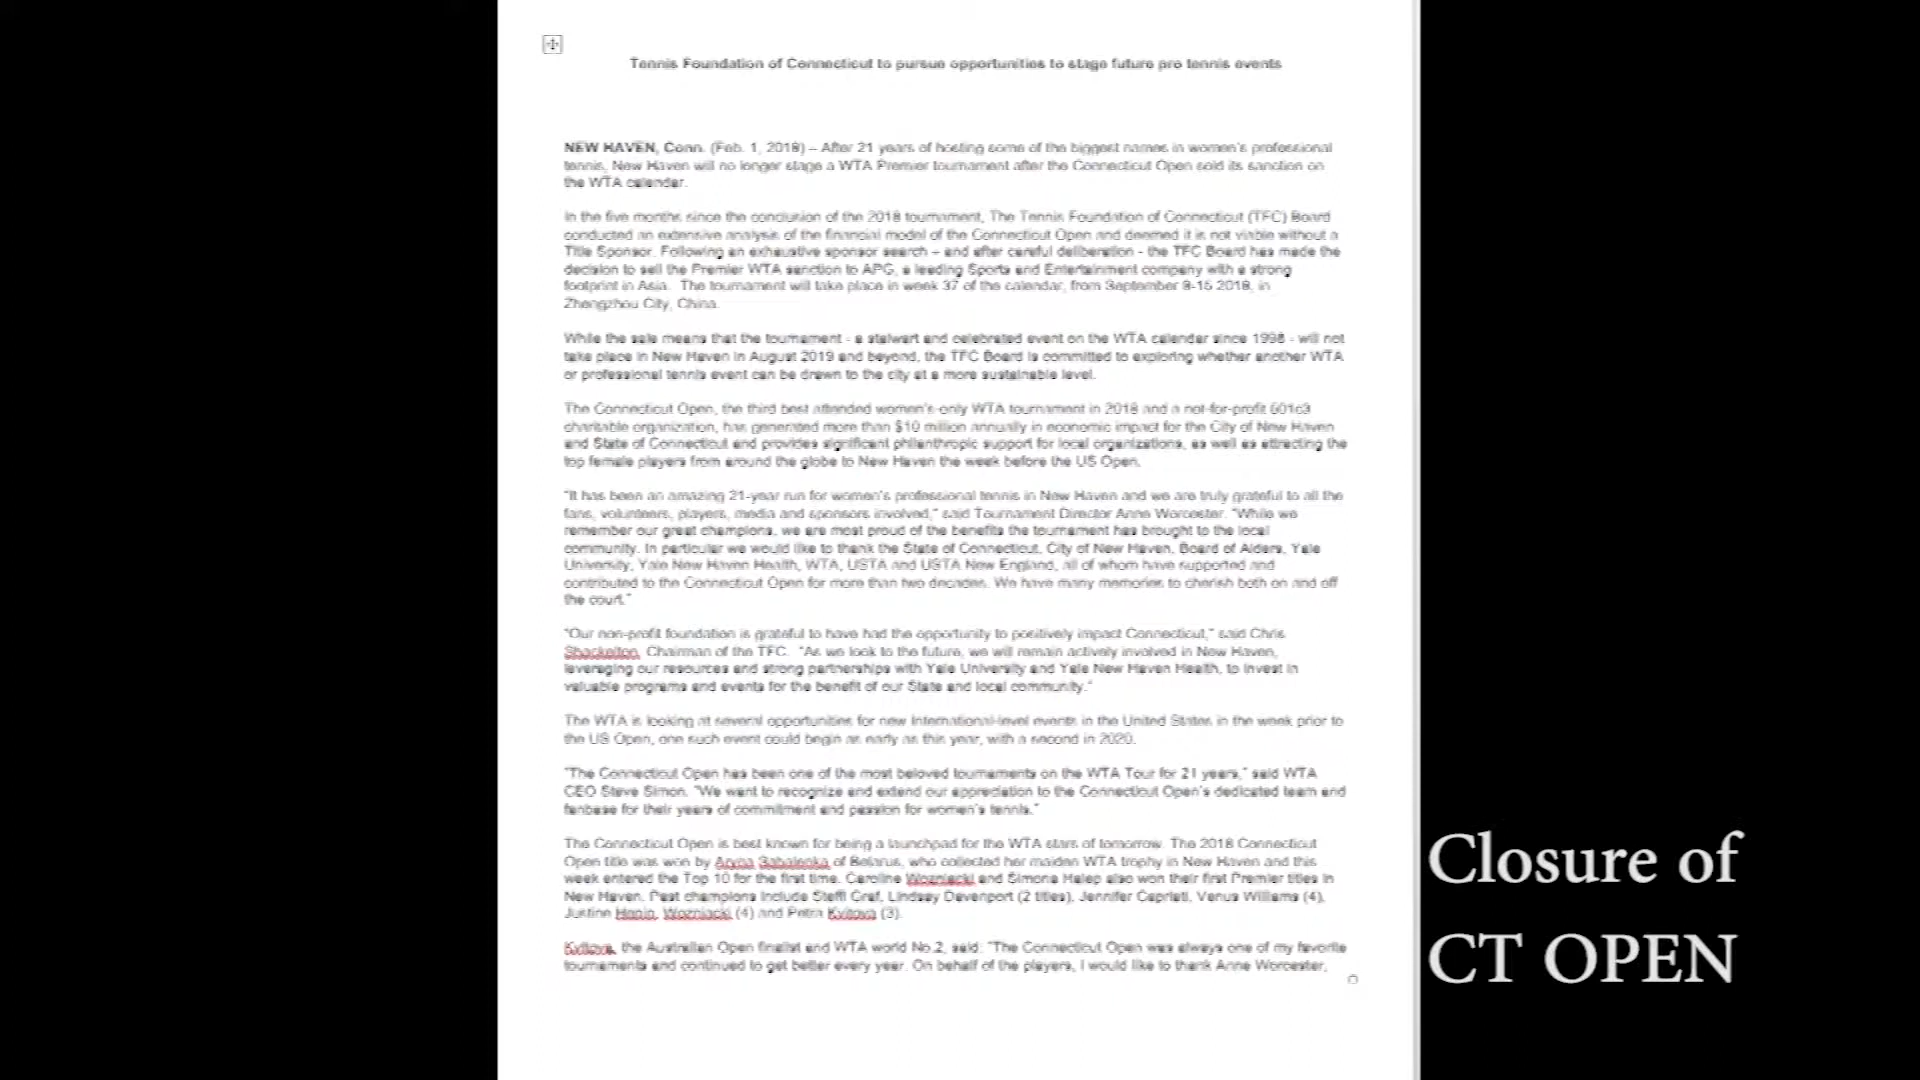 Tennis Foundation of Connecticut to pursue opportunities to stage future pro tennis events
NEW HAVEN, Conn. (Feb. 1, 2019) – After 21 years of hosting some of the biggest names in women's professional
tennis, New Haven will no longer stage a WTA Premier tournament after the Connecticut Open sold its sanction on
the WTA calendar.
In the five months since the conclusion of the 2018 tournament, The Tennis Foundation of Connecticut (TFC) Board
conducted an extensive analysis of the financial model of the Connecticut Open and deemed it is not viable without a
Title Sponsor. Following an exhaustive sponsor search – and after careful deliberation - the TFC Board has made the
decision to sell the Premier WTA sanction to APG, a leading Sports and Entertainment company with a strong
footprint in Asia. The tournament will take place in week 37 of the calendar, from September 9-15 2019, in
Zhengzhou City, China.
While the sale means that the tournament - a stalwart and celebrated event on the WTA calendar since 1998 - will not
take place in New Haven in August 2019 and beyond, the TFC Board is committed to exploring whether another WTA
or professional tennis event can be drawn to the city at a more sustainable level.
The Connecticut Open, the third best attended women's-only WTA tournament in 2018 and a not-for-profit 501c3
charitable organization, has generated more than $10 million annually in economic impact for the City of New Haven
and State of Connecticut and provides significant philanthropic support for local organizations, as well as attracting the
top female players from around the globe to New Haven the week before the US Open.
"It has been an amazing 21-year run for women's professional tennis in New Haven and we are truly grateful to all the
fans, volunteers, players, media and sponsors involved," said Tournament Director Anne Worcester. "While we
remember our great champions, we are most proud of the benefits the tournament has brought to the local
community. In particular we would like to thank the State of Connecticut, City of New Haven, Board of Alders, Yale
University, Yale New Haven Health, WTA, USTA and USTA New England, all of whom have supported and
contributed to the Connecticut Open for more than two decades. We have many memories to cherish both on and off
the court."
"Our non-profit foundation is grateful to have had the opportunity to positively impact Connecticut," said Chris
Shackelton, Chairman of the TFC. "As we look to the future, we will remain actively involved in New Haven,
leveraging our resources and strong partnerships with Yale University and Yale New Haven Health, to invest in
valuable programs and events for the benefit of our State and local community."
The WTA is looking at several opportunities for new International-level events in the United States in the week prior to
the US Open, one such event could begin as early as this year, with a second in 2020.
"The Connecticut Open has been one of the most beloved tournaments on the WTA Tour for 21 years," said WTA
CEO Steve Simon. "We want to recognize and extend our appreciation to the Connecticut Open's dedicated team and
fanbase for their years of commitment and passion for women's tennis."
The Connecticut Open is best known for being a launchpad for the WTA stars of tomorrow. The 2018 Connecticut
Open title was won by Aryna Sabalenka of Belarus, who collected her maiden WTA trophy in New Haven and this
week entered the Top 10 for the first time. Caroline Wozniacki and Simona Halep also won their first Premier titles in
New Haven. Past champions include Steffi Graf, Lindsay Davenport (2 titles), Jennifer Capriati, Venus Williams (4),
Justine Henin, Wozniacki (4) and Petra Kvitova (3).
Kvitova, the Australian Open finalist and WTA world No.2, said: "The Connecticut Open was always one of my favorite
tournaments and continued to get better every year. On behalf of the players, I would like to thank Anne Worcester,
Closure of
CT OPEN